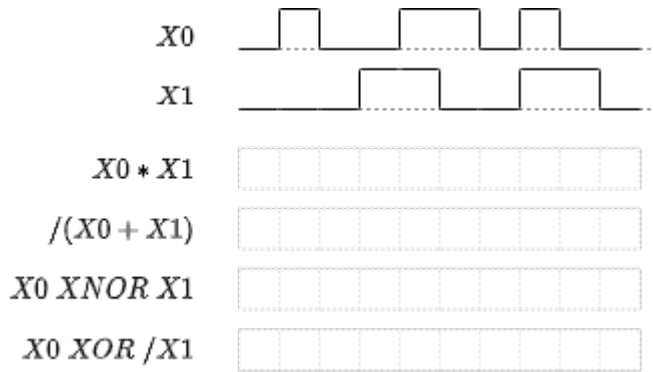 X0
X1
X0 * X1
/(X0 + X1)
X0 XNOR X1
X0 XOR /X1